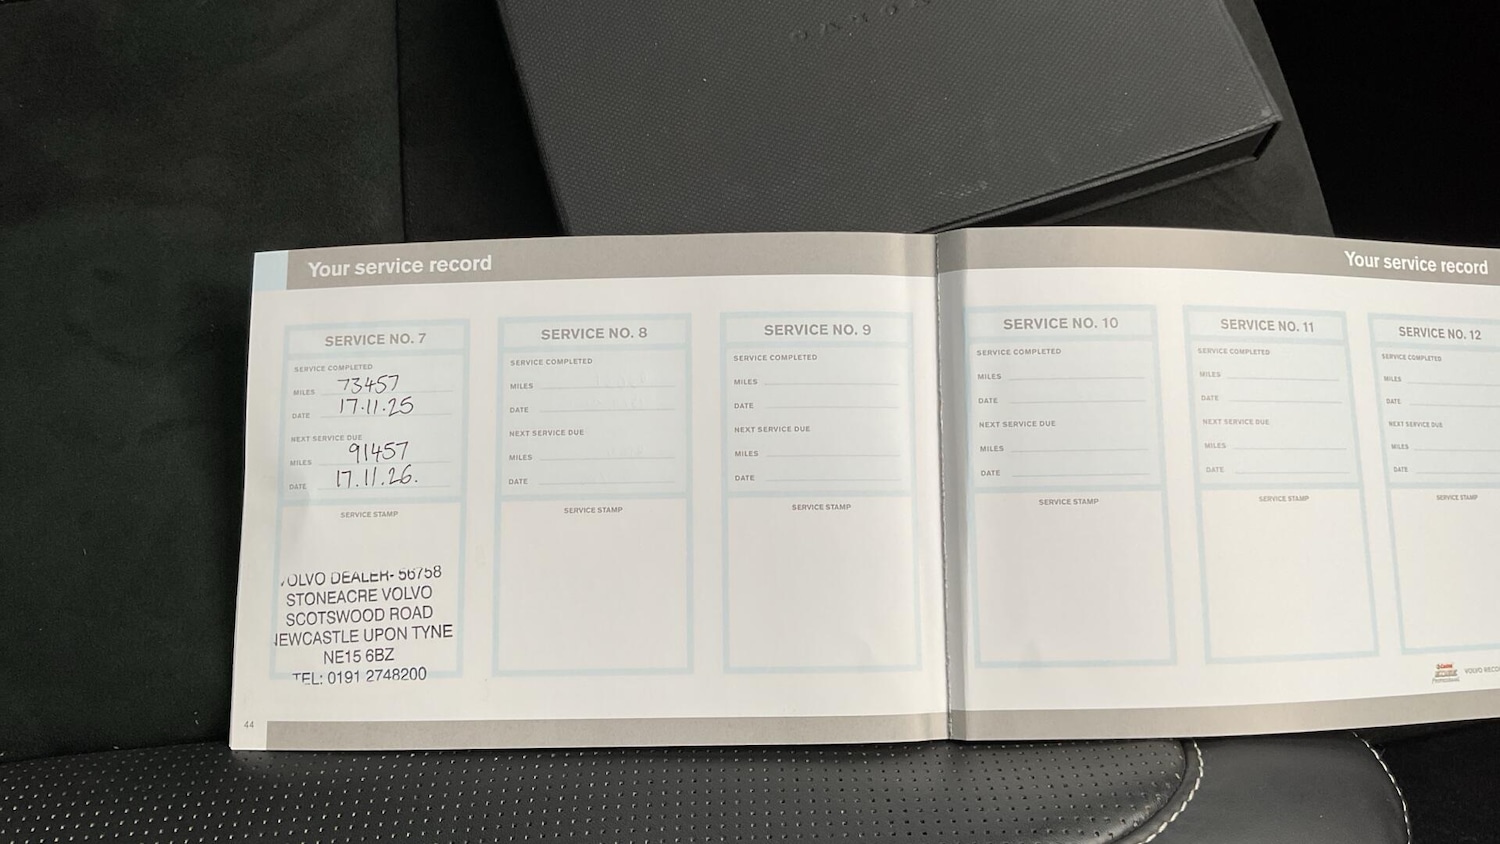 VOLVO
Your service record
SERVICE NO. 7
SERVICE COMPLETED
MILES 73457
DATE 17.11.25
NEXT SERVICE DUE
MILES 91457
DATE 17.11.26.
SERVICE STAMP
VOLVO DEALER- 56758
STONEACRE VOLVO
SCOTSWOOD ROAD
NEWCASTLE UPON TYNE
NE15 6BZ
TEL: 0191 2748200
SERVICE NO. 8
SERVICE COMPLETED
MILES
DATE
NEXT SERVICE DUE
MILES
DATE
SERVICE STAMP
SERVICE NO. 9
SERVICE COMPLETED
MILES
DATE
NEXT SERVICE DUE
MILES
DATE
SERVICE STAMP
44
Your service record
SERVICE NO. 10
SERVICE COMPLETED
MILES
DATE
NEXT SERVICE DUE
MILES
DATE
SERVICE STAMP
SERVICE NO. 11
SERVICE COMPLETED
MILES
DATE
NEXT SERVICE DUE
MILES
DATE
SERVICE STAMP
SERVICE NO. 12
SERVICE COMPLETED
MILES
DATE
NEXT SERVICE DUE
MILES
DATE
SERVICE STAMP
Castrol
EDGE
Professional
VOLVO RECO